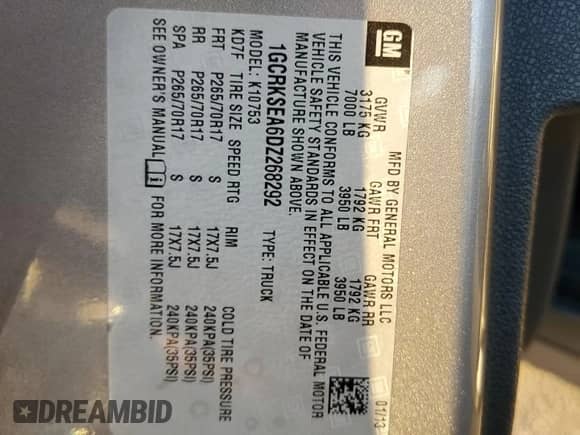 GM
MFD BY GENERAL MOTORS LLC 01/13
GVWR GAWR FRT GAWR RR
3175 KG 1792 KG 1792 KG
7000 LB 3950 LB 3950 LB
THIS VEHICLE CONFORMS TO ALL APPLICABLE U.S. FEDERAL MOTOR
VEHICLE SAFETY STANDARDS IN EFFECT ON THE DATE OF
MANUFACTURE SHOWN ABOVE.
1GCRKSEA6DZ268292 TYPE: TRUCK
MODEL: K10753
KD7F TIRE SIZE SPEED RTG RIM COLD TIRE PRESSURE
FRT P265/70R17 S 17X7.5J 240KPA(35PSI)
RR P265/70R17 S 17X7.5J 240KPA(35PSI)
SPA P265/70R17 S 17X7.5J 240KPA(35PSI)
SEE OWNER'S MANUAL FOR MORE INFORMATION.
DREAMBID